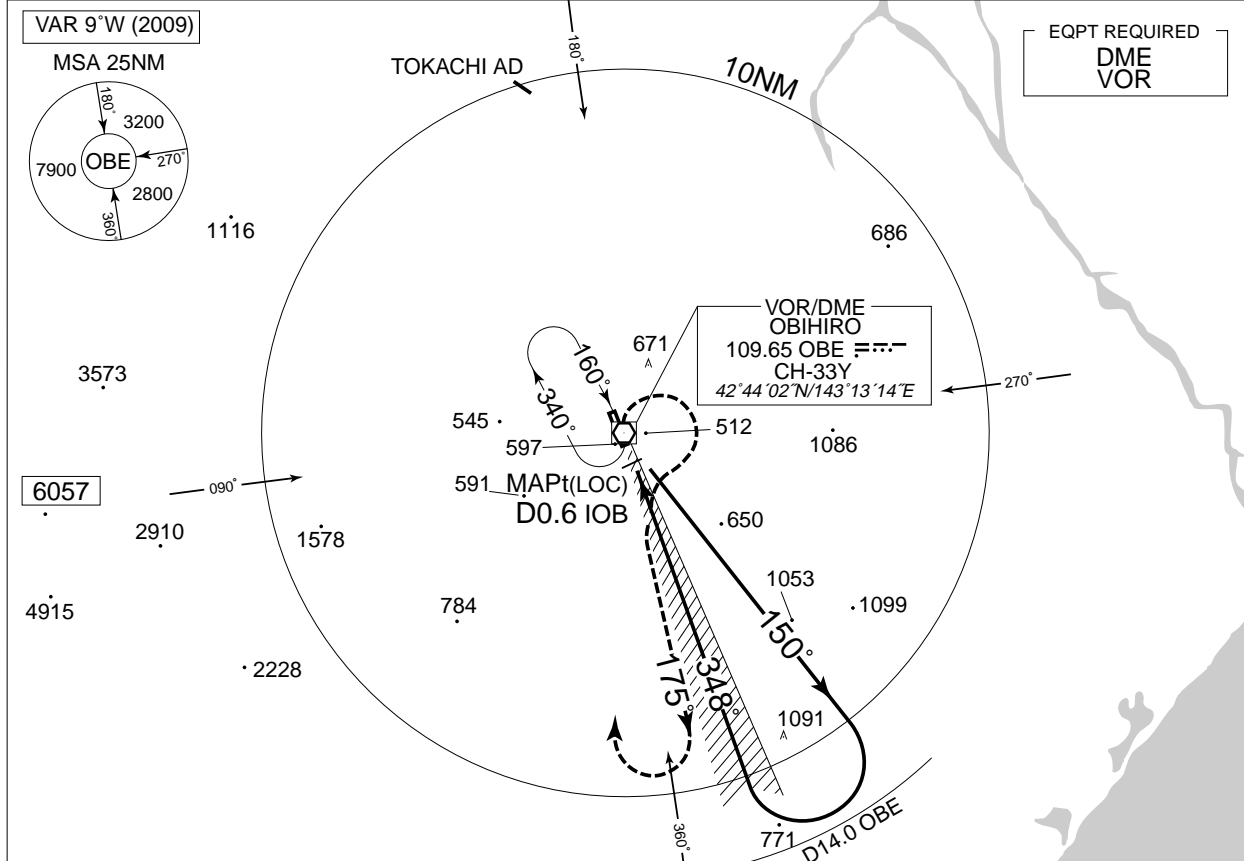 VAR 9°W (2009)
MSA 25NM
180°
3200
OBE
270°
7900
2800
360°
TOKACHI AD
180°
10NM
EQPT REQUIRED
DME
VOR
1116
686
VOR/DME
OBIHIRO
109.65 OBE
CH-33Y
42°44´02˝N/143°13´14˝E
671
160°
340°
3573
270°
545
597
512
1086
6057
090°
591
MAPt(LOC)
D0.6 IOB
650
2910
1578
1053
4915
784
1099
150°
2228
175°
348°
1091
771
D14.0 OBE
360°